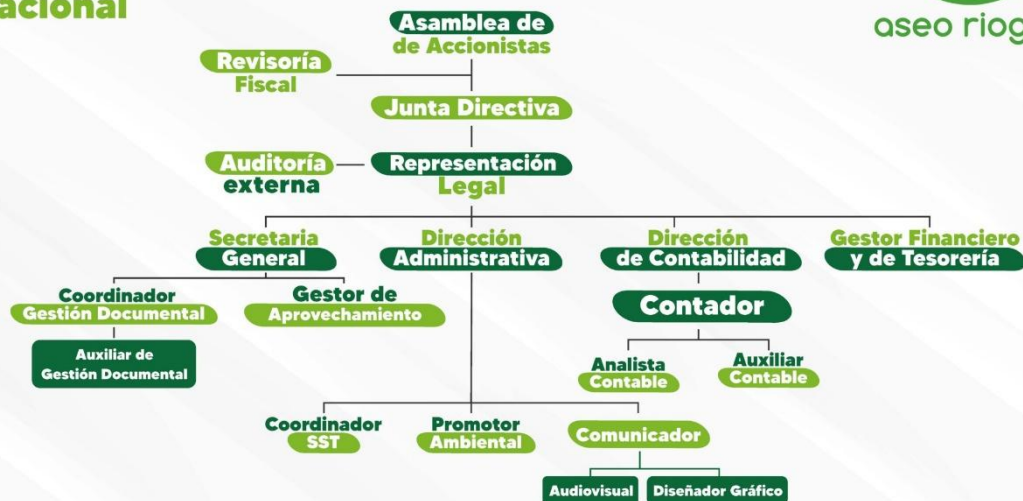 acional
aseo riog
Asamblea de
de Accionistas
Revisoría
Fiscal
Junta Directiva
Auditoría
externa
Representación
Legal
Secretaria
General
Dirección
Administrativa
Dirección
de Contabilidad
Gestor Financiero
y de Tesorería
Coordinador
Gestión Documental
Gestor de
Aprovechamiento
Contador
Auxiliar de
Gestión Documental
Analista
Contable
Auxiliar
Contable
Coordinador
SST
Promotor
Ambiental
Comunicador
Audiovisual
Diseñador Gráfico